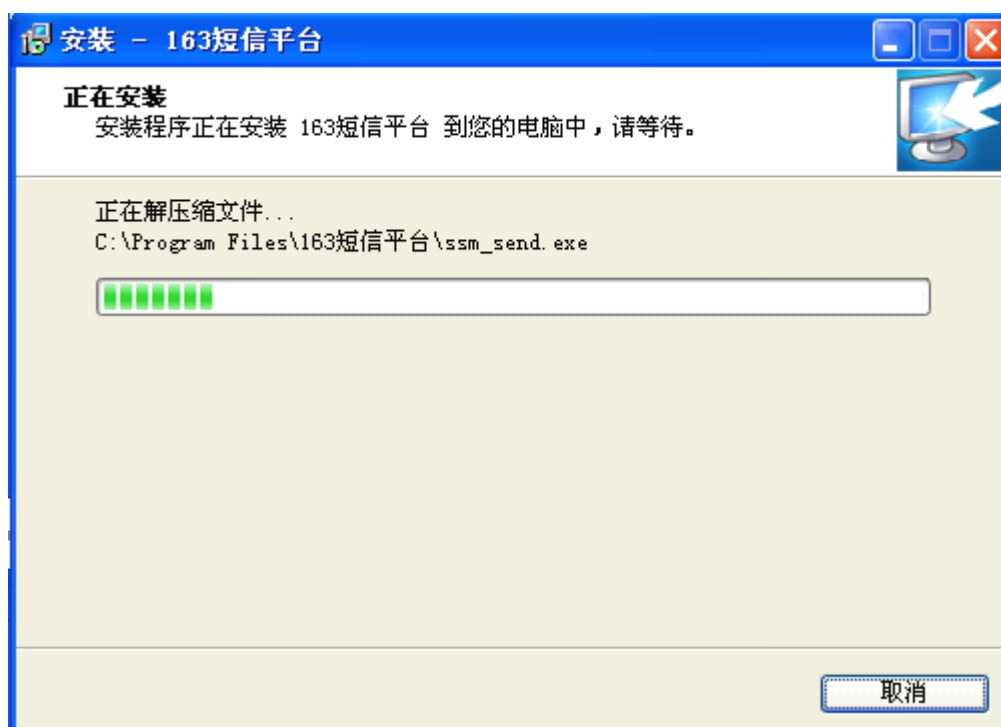 安装 - 163短信平台
正在安装
安装程序正在安装 163短信平台 到您的电脑中，请等待。
正在解压缩文件...
C:\Program Files\163短信平台\ssm_send.exe
取消